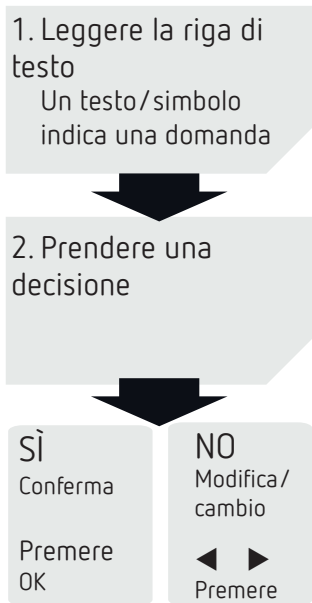 1. Leggere la riga di
testo
Un testo/simbolo
indica una domanda
2. Prendere una
decisione
SÌ
Conferma
Premere
OK
NO
Modifica/
cambio
◀ ▶
Premere